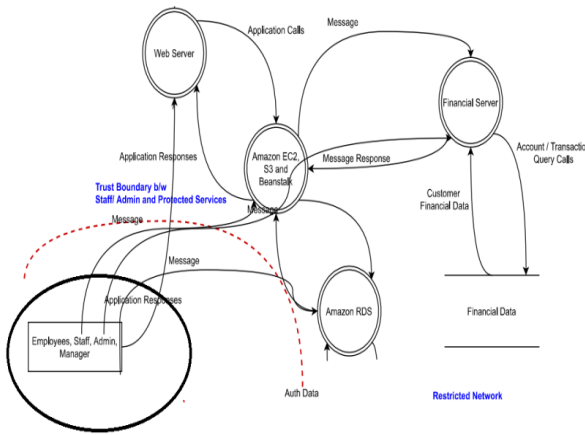 Application Calls
Message
Web Server
Financial Server
Amazon EC2,
S3 and
Beanstalk
Account / Transactio
Query Calls
Application Responses
Message Response
Trust Boundary b/w
Staff/ Admin and Protected Services
Customer
Financial Data
Message
Message
Message
Application Responses
Amazon RDS
Financial Data
Employees, Staff, Admin,
Manager
Auth Data
Restricted Network